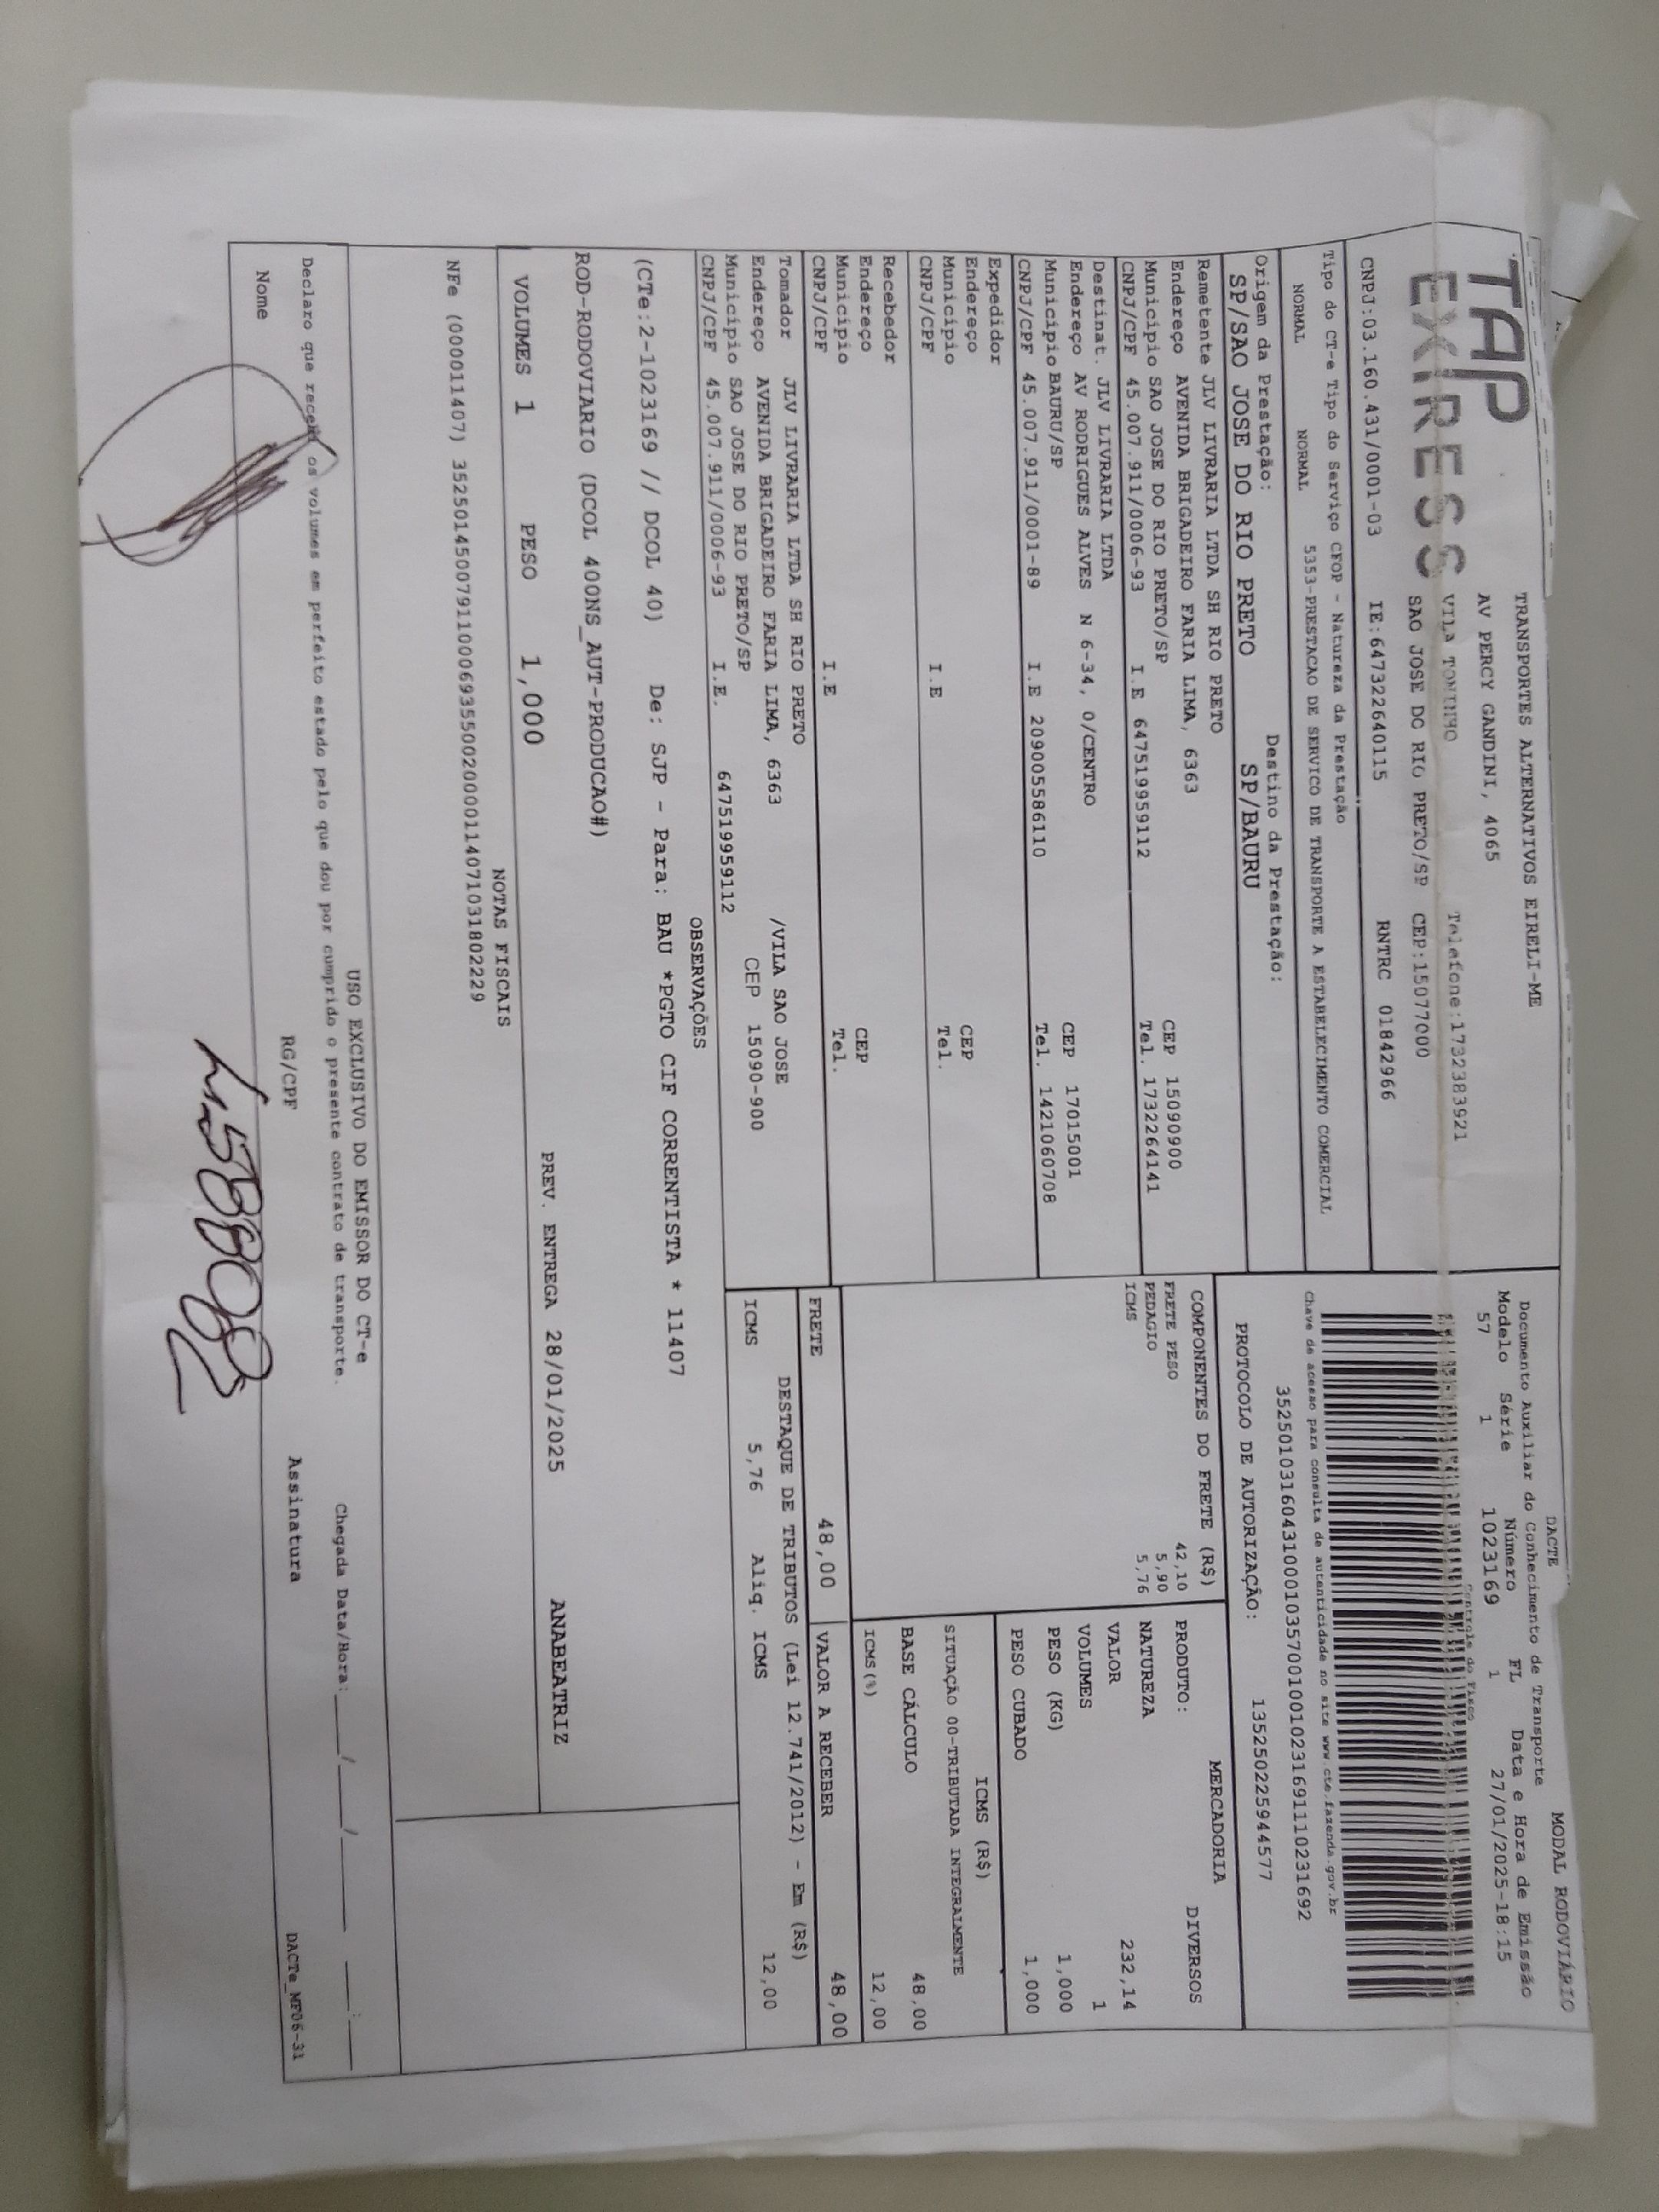 TAP
EXPRESS
TRANSPORTES ALTERNATIVOS EIRELI-ME
AV PERCY GANDINI, 4065
VILA TONINHO Telefone:1732383921
SAO JOSE DO RIO PRETO/SP CEP:15077000
CNPJ:03.160.431/0001-03 IE:647322640115 RNTRC 01842966
Tipo do CT-e Tipo do Serviço CFOP - Natureza da Prestação
NORMAL NORMAL 5353-PRESTACAO DE SERVICO DE TRANSPORTE A ESTABELECIMENTO COMERCIAL
Origem da Prestação: Destino da Prestação:
SP/SAO JOSE DO RIO PRETO SP/BAURU
DACTE MODAL RODOVIÁRIO
Documento Auxiliar do Conhecimento de Transporte
Modelo Série Número FL Data e Hora de Emissão
57 1 1023169 1 27/01/2025-18:15
Controle do Fisco
Chave de acesso para consulta de autenticidade no site www.cte.fazenda.gov.br
35250103160431000103570010010231691110231692
PROTOCOLO DE AUTORIZAÇÃO: 135250225944577
Remetente JLV LIVRARIA LTDA SH RIO PRETO
Endereço AVENIDA BRIGADEIRO FARIA LIMA, 6363 CEP 15090900
Município SAO JOSE DO RIO PRETO/SP Tel. 1732264141
CNPJ/CPF 45.007.911/0006-93 I.E 647519959112
Destinat. JLV LIVRARIA LTDA
Endereço AV RODRIGUES ALVES N 6-34, 0/CENTRO CEP 17015001
Município BAURU/SP Tel. 1421060708
CNPJ/CPF 45.007.911/0001-89 I.E 209005586110
Expedidor
Endereço CEP
Município Tel.
CNPJ/CPF I.E
Recebedor
Endereço CEP
Município Tel.
CNPJ/CPF I.E
Tomador JLV LIVRARIA LTDA SH RIO PRETO
Endereço AVENIDA BRIGADEIRO FARIA LIMA, 6363 /VILA SAO JOSE
Município SAO JOSE DO RIO PRETO/SP CEP 15090-900
CNPJ/CPF 45.007.911/0006-93 I.E. 647519959112
COMPONENTES DO FRETE (R$)
FRETE PESO 42,10
PEDAGIO 5,90
ICMS 5,76
MERCADORIA
PRODUTO: DIVERSOS
NATUREZA
VALOR 232,14
VOLUMES 1
PESO (KG) 1,000
PESO CUBADO 1,000
ICMS (R$)
SITUAÇÃO 00-TRIBUTADA INTEGRALMENTE
BASE CÁLCULO 48,00
ICMS(%) 12,00
FRETE 48,00 VALOR A RECEBER 48,00
DESTAQUE DE TRIBUTOS (Lei 12.741/2012) - Em (R$)
ICMS 5,76 Aliq. ICMS 12,00
OBSERVAÇÕES
(CTe:2-1023169 // DCOL 40) De: SJP - Para: BAU *PGTO CIF CORRENTISTA * 11407
ROD-RODOVIARIO (DCOL 400NS_AUT-PRODUCAO#)
VOLUMES 1 PESO 1,000 PREV. ENTREGA 28/01/2025 ANABEATRIZ
NOTAS FISCAIS
NFe (000011407) 35250145007911000693550020000114071031802229
USO EXCLUSIVO DO EMISSOR DO CT-e
Declaro que recebi os volumes em perfeito estado pelo que dou por cumprido o presente contrato de transporte. Chegada Data/Hora:____/____/______ ___:___
Nome RG/CPF Assinatura
DACTe_MF06-31